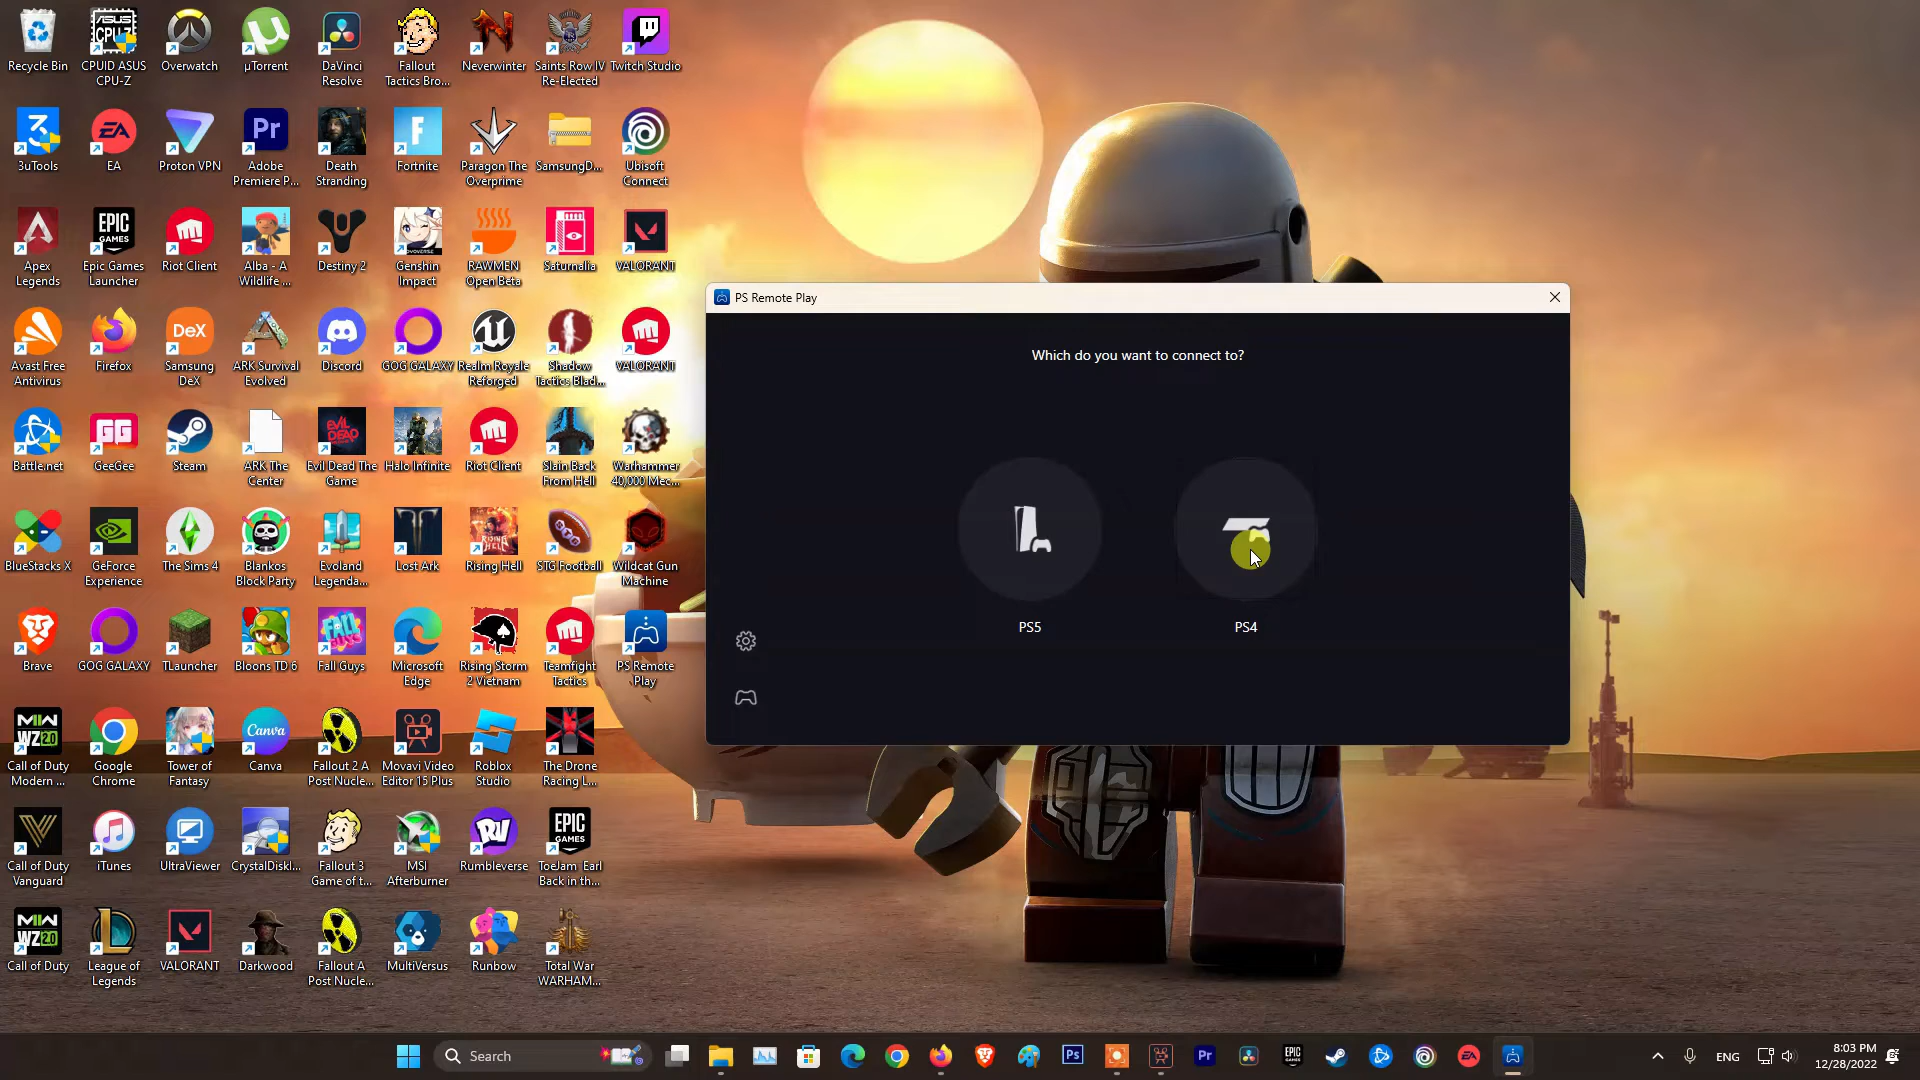 Recycle Bin
CPUID ASUS
CPU-Z
Overwatch
µTorrent
DaVinci
Resolve
Fallout
Tactics Bro...
Neverwinter
Saints Row IV
Re-Elected
Twitch Studio
3uTools
EA
Proton VPN
Adobe
Premiere P...
Death
Stranding
Fortnite
Paragon The
Overprime
SamsungD...
Ubisoft
Connect
Apex
Legends
Epic Games
Launcher
Riot Client
Alba - A
Wildlife ...
Destiny 2
Genshin
Impact
RAWMEN
Open Beta
Saturnalia
VALORANT
Avast Free
Antivirus
Firefox
Samsung
DeX
ARK Survival
Evolved
Discord
GOG GALAXY
Realm Royale
Reforged
Shadow
Tactics Blad...
VALORANT
Battle.net
GeeGee
Steam
ARK The
Center
Evil Dead The
Game
Halo Infinite
Riot Client
Slain Back
From Hell
Warhammer
40,000 Mec...
BlueStacks X
GeForce
Experience
The Sims 4
Blankos
Block Party
Evoland
Legenda...
Lost Ark
Rising Hell
STG Football
Wildcat Gun
Machine
Brave
GOG GALAXY
TLauncher
Bloons TD 6
Fall Guys
Microsoft
Edge
Rising Storm
2 Vietnam
Teamfight
Tactics
PS Remote
Play
Call of Duty
Modern ...
Google
Chrome
Tower of
Fantasy
Canva
Fallout 2 A
Post Nucle...
Movavi Video
Editor 15 Plus
Roblox
Studio
The Drone
Racing L...
Call of Duty
Vanguard
iTunes
UltraViewer
CrystalDiskI...
Fallout 3
Game of t...
MSI
Afterburner
Rumbleverse
ToeJam Earl
Back in th...
Call of Duty
League of
Legends
VALORANT
Darkwood
Fallout A
Post Nucle...
MultiVersus
Runbow
Total War
WARHAM...
PS Remote Play
Which do you want to connect to?
PS5
PS4
Search
ENG
8:03 PM
12/28/2022